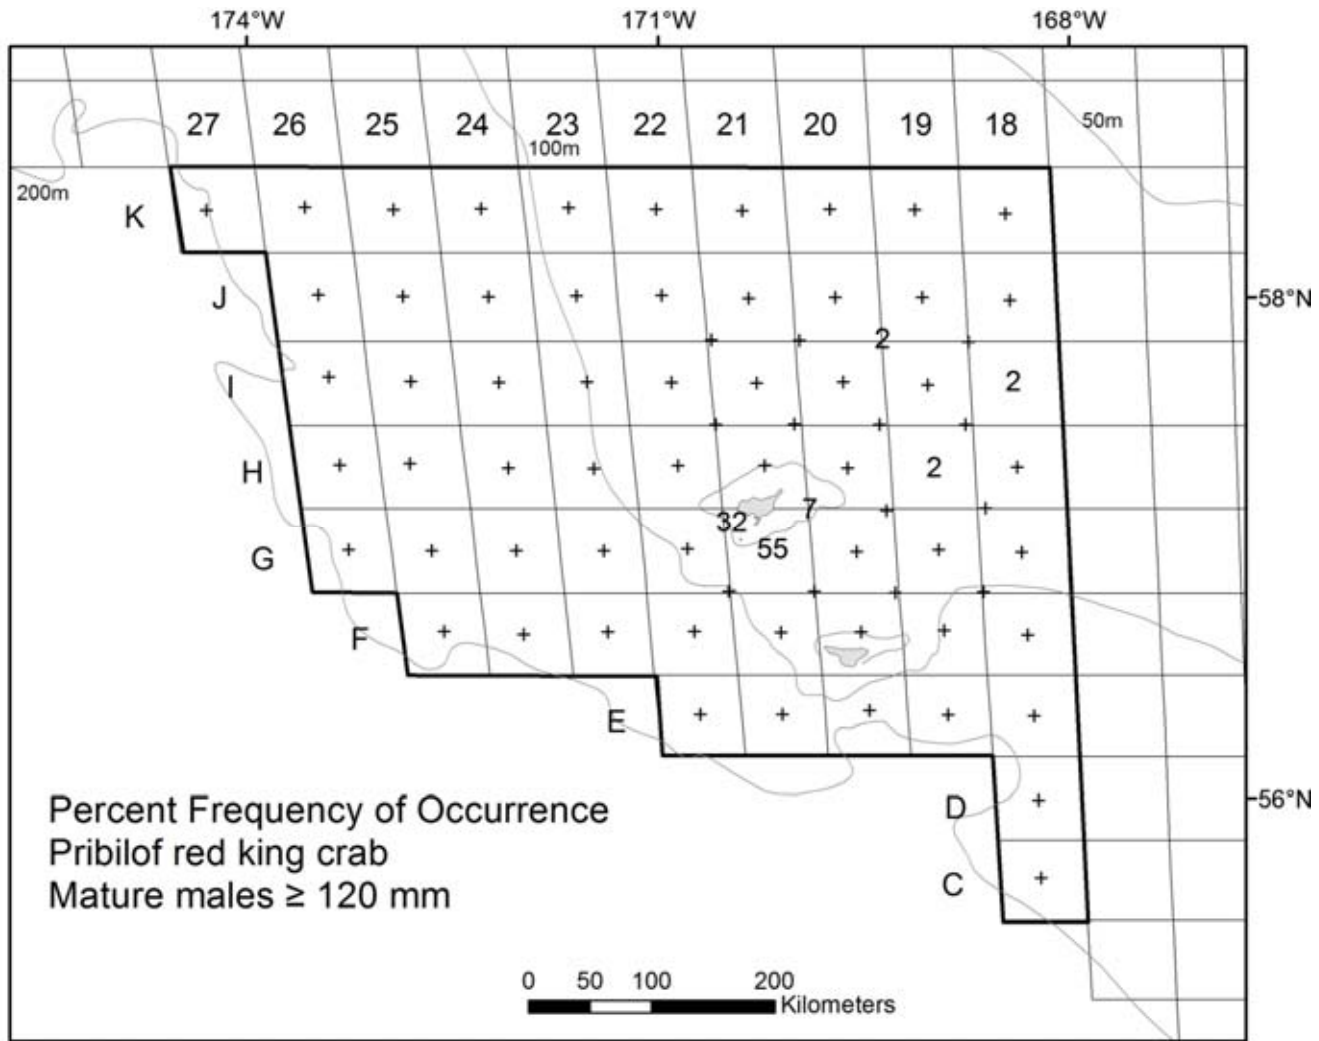 174°W 171°W 168°W
27 26 25 24 23 22 21 20 19 18
50m
100m
200m
K
J
58°N
2
I
2
H
2
7
32
55
G
F
E
D
56°N
C
Percent Frequency of Occurrence
Pribilof red king crab
Mature males ≥ 120 mm
0 50 100 200
Kilometers